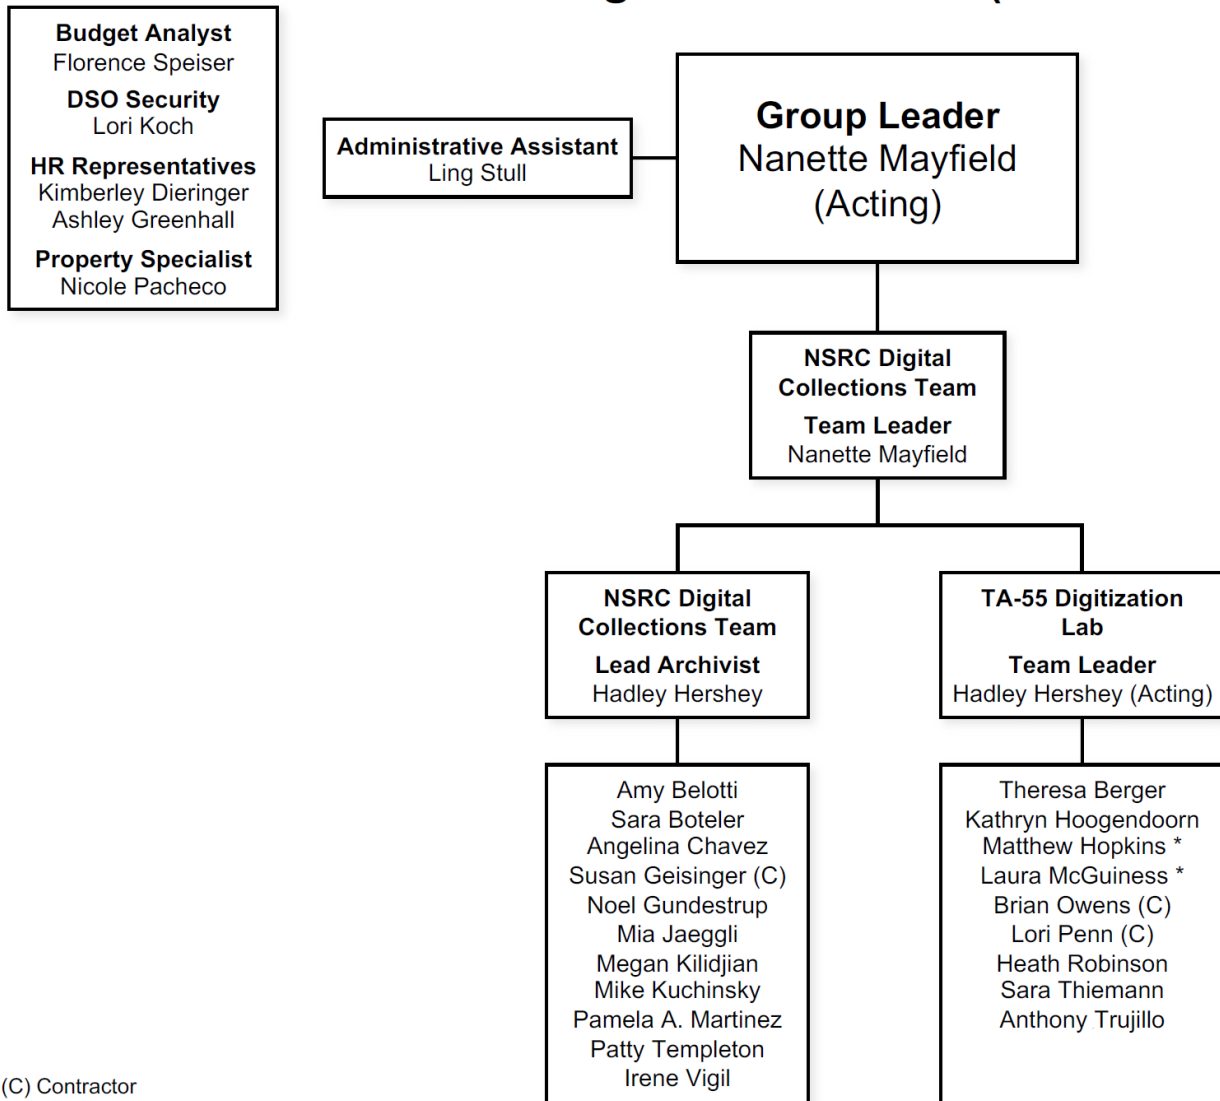 Budget Analyst
Florence Speiser
DSO Security
Lori Koch
HR Representatives
Kimberley Dieringer
Ashley Greenhall
Property Specialist
Nicole Pacheco
Administrative Assistant
Ling Stull
Group Leader
Nanette Mayfield
(Acting)
NSRC Digital
Collections Team
Team Leader
Nanette Mayfield
NSRC Digital
Collections Team
Lead Archivist
Hadley Hershey
TA-55 Digitization
Lab
Team Leader
Hadley Hershey (Acting)
Amy Belotti
Sara Boteler
Angelina Chavez
Susan Geisinger (C)
Noel Gundestrup
Mia Jaeggli
Megan Kilidjian
Mike Kuchinsky
Pamela A. Martinez
Patty Templeton
Irene Vigil
Theresa Berger
Kathryn Hoogendoorn
Matthew Hopkins *
Laura McGuiness *
Brian Owens (C)
Lori Penn (C)
Heath Robinson
Sara Thiemann
Anthony Trujillo
(C) Contractor